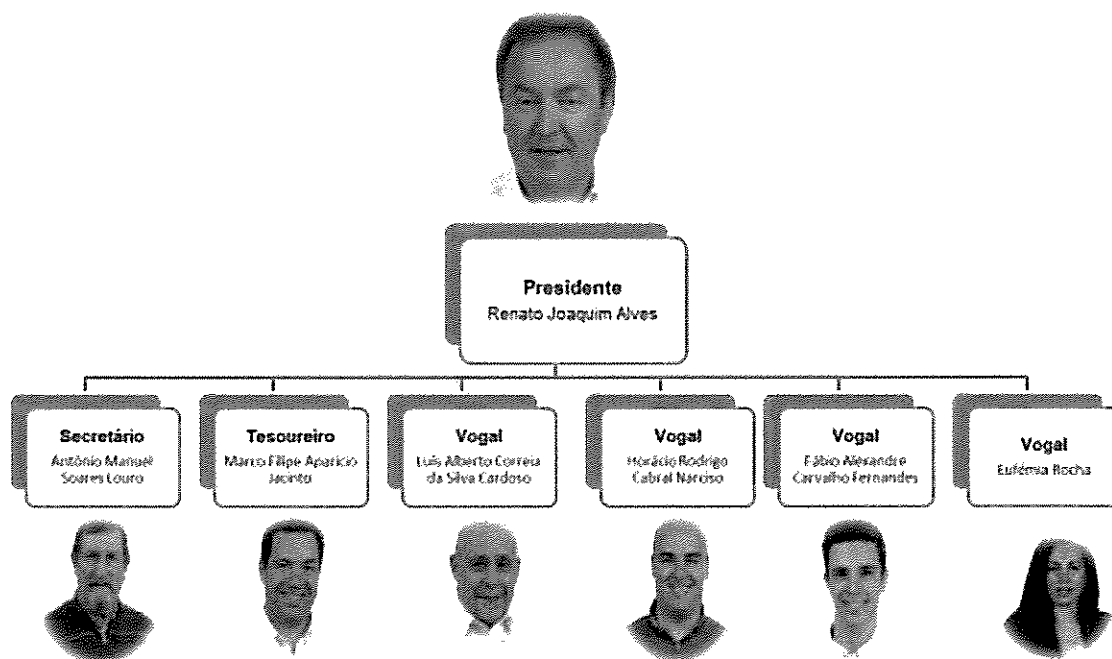 Presidente
Renato Joaquim Alves
Secretário
António Manuel
Soares Louro
Tesoureiro
Marco Filipe Aparício
Jacinto
Vogal
Luís Alberto Correia
da Silva Cardoso
Vogal
Horácio Rodrigo
Cabral Narciso
Vogal
Fábio Alexandre
Carvalho Fernandes
Vogal
Eufémia Rocha